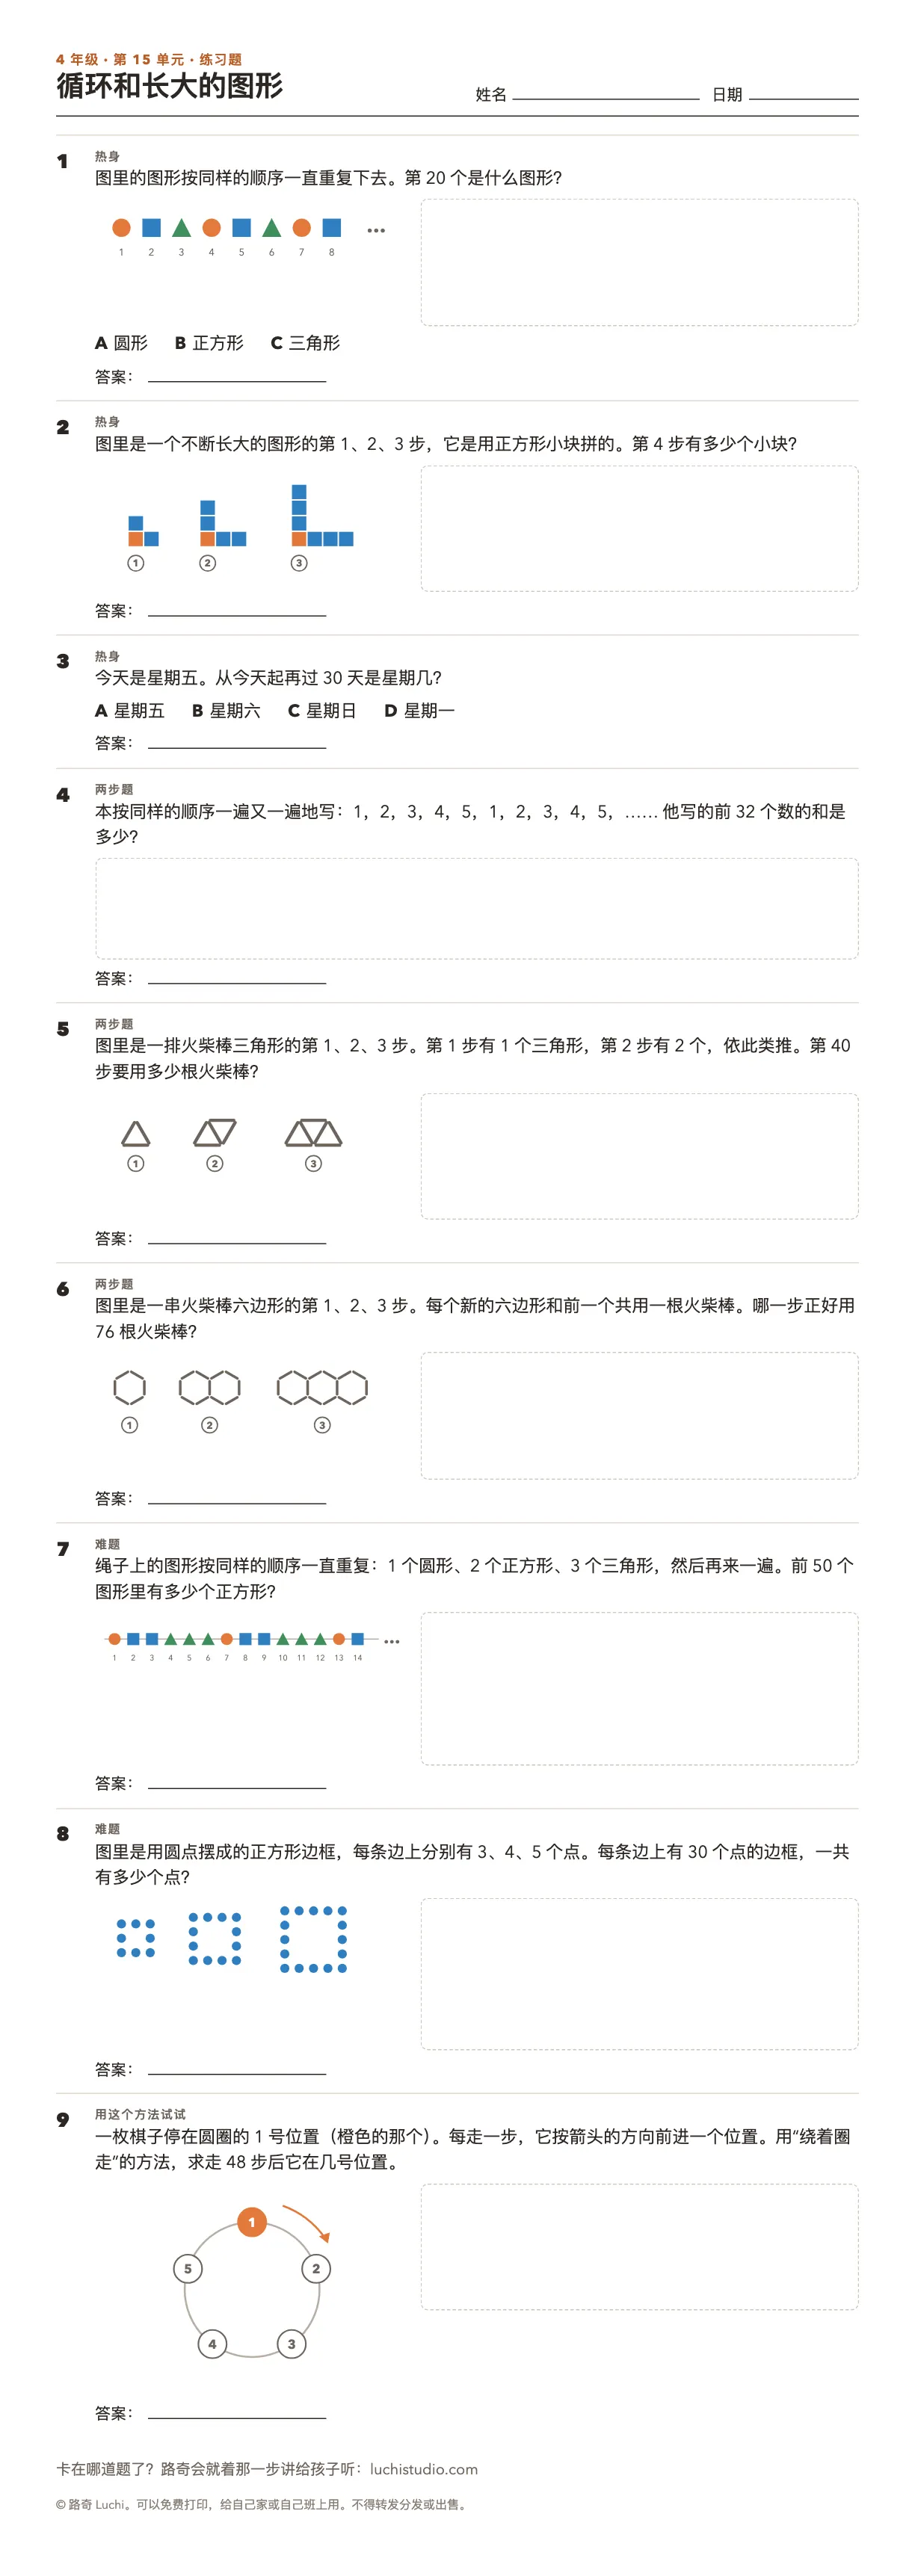 4 年级 · 第 15 单元 · 练习题
循环和长大的图形
姓名 日期
1 热身
图里的图形按同样的顺序一直重复下去。第 20 个是什么图形?
1 2 3 4 5 6 7 8 ...
A 圆形 B 正方形 C 三角形
答案：
2 热身
图里是一个不断长大的图形的第 1、2、3 步，它是用正方形小块拼的。第 4 步有多少个小块?
1 2 3
答案：
3 热身
今天是星期五。从今天起再过 30 天是星期几?
A 星期五 B 星期六 C 星期日 D 星期一
答案：
4 两步题
本按同样的顺序一遍又一遍地写：1，2，3，4，5，1，2，3，4，5，…… 他写的前 32 个数的和是
多少?
答案：
5 两步题
图里是一排火柴棒三角形的第 1、2、3 步。第 1 步有 1 个三角形，第 2 步有 2 个，依此类推。第 40
步要用多少根火柴棒?
1 2 3
答案：
6 两步题
图里是一串火柴棒六边形的第 1、2、3 步。每个新的六边形和前一个共用一根火柴棒。哪一步正好用
76 根火柴棒?
1 2 3
答案：
7 难题
绳子上的图形按同样的顺序一直重复：1 个圆形、2 个正方形、3 个三角形，然后再来一遍。前 50 个
图形里有多少个正方形?
1 2 3 4 5 6 7 8 9 10 11 12 13 14 ...
答案：
8 难题
图里是用圆点摆成的正方形边框，每条边上分别有 3、4、5 个点。每条边上有 30 个点的边框，一共
有多少个点?
答案：
9 用这个方法试试
一枚棋子停在圆圈的 1 号位置（橙色的那个）。每走一步，它按箭头的方向前进一个位置。用“绕着圈
走”的方法，求走 48 步后它在几号位置。
1
5 2
4 3
答案：
卡在哪道题了？路奇会就着那一步讲给孩子听：luchistudio.com
© 路奇 Luchi。可以免费打印，给自己家或自己班上用。不得转发分发或出售。